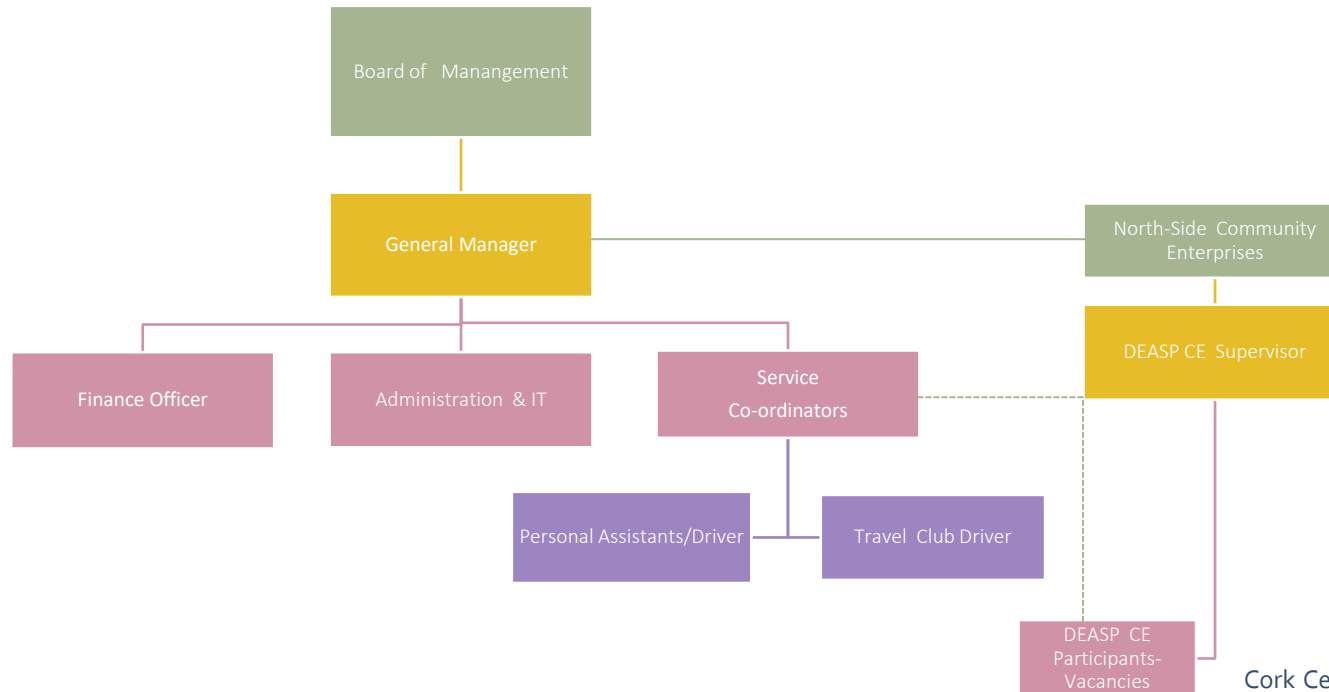 Board of Manangement
General Manager
North-Side Community
Enterprises
DEASP CE Supervisor
Finance Officer
Administration & IT
Service
Co-ordinators
Personal Assistants/Driver
Travel Club Driver
DEASP CE
Participants-
Vacancies
Cork Ce